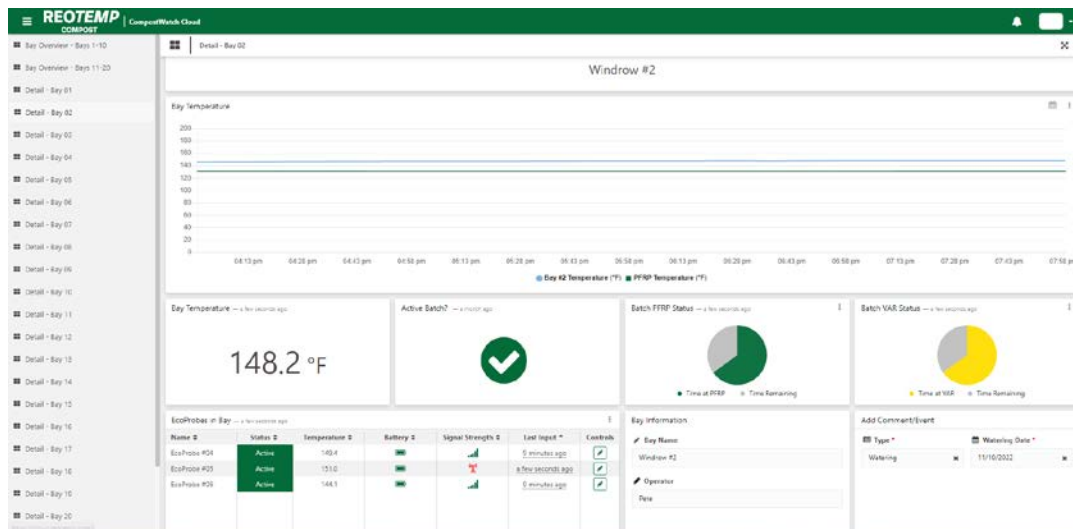 REOTEMP
COMPOST
CompostWatch Cloud
Bay Overview - Bays 1-10
Bay Overview - Bays 11-20
Detail - Bay 01
Detail - Bay 02
Detail - Bay 03
Detail - Bay 04
Detail - Bay 05
Detail - Bay 06
Detail - Bay 07
Detail - Bay 08
Detail - Bay 09
Detail - Bay 10
Detail - Bay 11
Detail - Bay 12
Detail - Bay 13
Detail - Bay 14
Detail - Bay 15
Detail - Bay 16
Detail - Bay 17
Detail - Bay 18
Detail - Bay 19
Detail - Bay 20
Detail - Bay 02
Windrow #2
Bay Temperature
200
180
160
140
120
100
80
60
40
20
0
04:13 pm 04:28 pm 04:43 pm 04:58 pm 05:13 pm 05:28 pm 05:43 pm 05:58 pm 06:13 pm 06:28 pm 06:43 pm 06:58 pm 07:13 pm 07:28 pm 07:43 pm 07:58 p
Bay #2 Temperature (°F) PFRP Temperature (°F)
Bay Temperature — a few seconds ago
148.2 °F
Active Batch? — a month ago
Batch PFRP Status — a few seconds ago
Time at PFRP Time Remaining
Batch VAR Status — a few seconds ago
Time at VAR Time Remaining
EcoProbes in Bay — a few seconds ago
Name Status Temperature Battery Signal Strength Last Input Controls
EcoProbe #04 Active 9 minutes ago
EcoProbe #05 Active 151.0 a few seconds ago
Active 9 minutes ago
Bay Information
Bay Name
Windrow #2
Operator
Pere
Add Comment/Event
Type * Watering Date *
Watering 11/10/2022